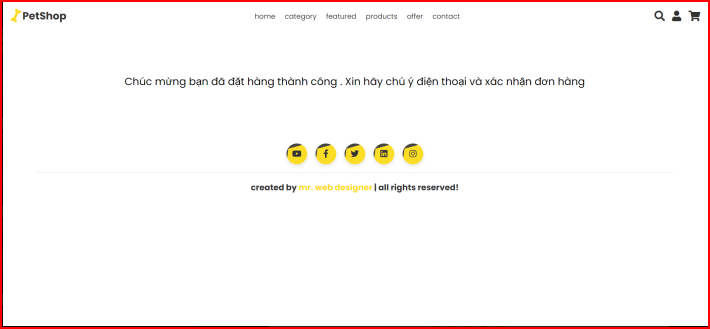 PetShop
home category featured products offer contact
Chúc mừng bạn đã đặt hàng thành công . Xin hãy chú ý điện thoại và xác nhận đơn hàng
created by mr. web designer | all rights reserved!